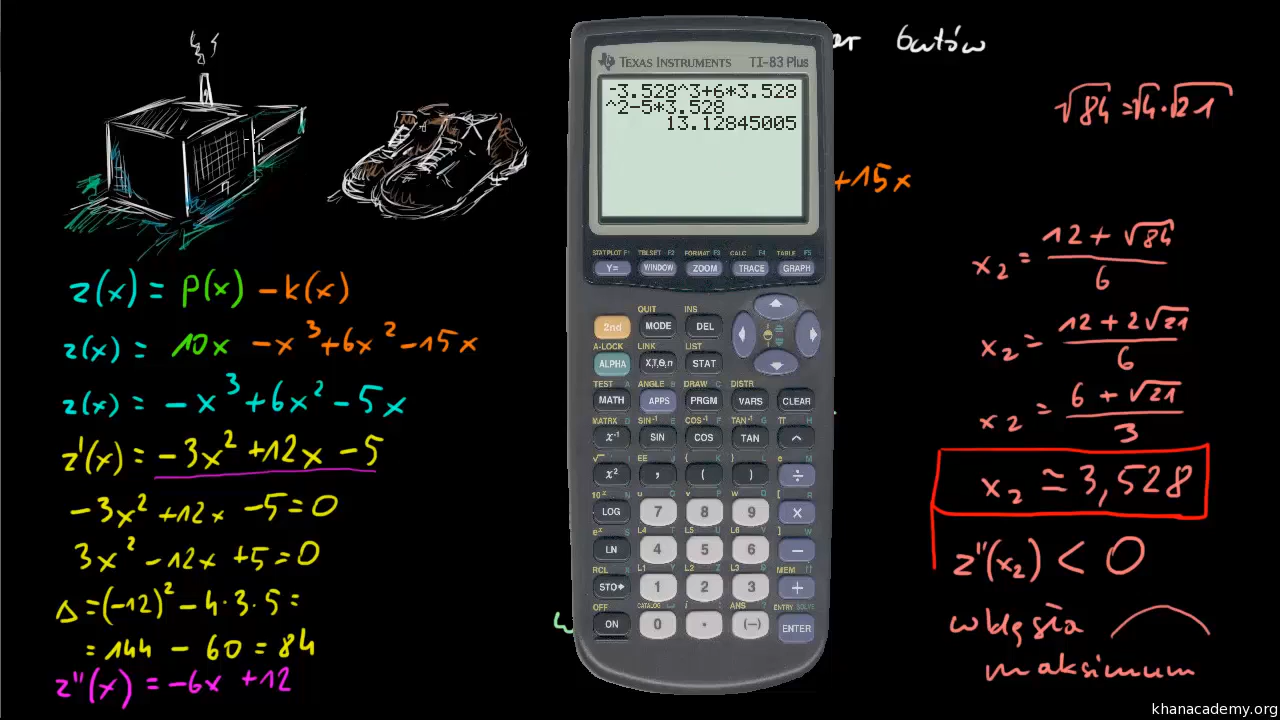 butów
√84 = √4·√21
+15x
z(x) = p(x) - k(x)
z(x) = 10x - x³ + 6x² - 15x
z(x) = -x³ + 6x² - 5x
z'(x) = -3x² + 12x - 5
-3x² + 12x - 5 = 0
3x² - 12x + 5 = 0
Δ = (-12)² - 4·3·5 =
= 144 - 60 = 84
z''(x) = -6x + 12
TEXAS INSTRUMENTS TI-83 Plus
-3.528^3+6*3.528
^2-5*3.528
13.12845005
STAT PLOT F1 TBLSET F2 FORMAT F3 CALC F4 TABLE F5
Y= WINDOW ZOOM TRACE GRAPH
QUIT INS
2nd MODE DEL
A-LOCK LINK LIST
ALPHA X,T,Θ,n STAT
TEST A ANGLE B DRAW C DISTR
MATH APPS PRGM VARS CLEAR
MATRX D SIN⁻¹ E COS⁻¹ F TAN⁻¹ G π H
x⁻¹ SIN COS TAN ^
√ I EE J { K } L e M
x² , ( ) ÷
10ˣ N u O v P w Q [ R
LOG 7 8 9 ×
eˣ S L4 T L5 U L6 V ] W
LN 4 5 6 −
RCL X L1 Y L2 Z L3 θ MEM "
STO▸ 1 2 3 +
OFF CATALOG i : ANS ? ENTRY SOLVE
ON 0 . (−) ENTER
x₂ = (12 + √84)/6
x₂ = (12 + 2√21)/6
x₂ = (6 + √21)/3
x₂ ≃ 3,528
z''(x₂) < 0
wklęsła
maksimum
khanacademy.org